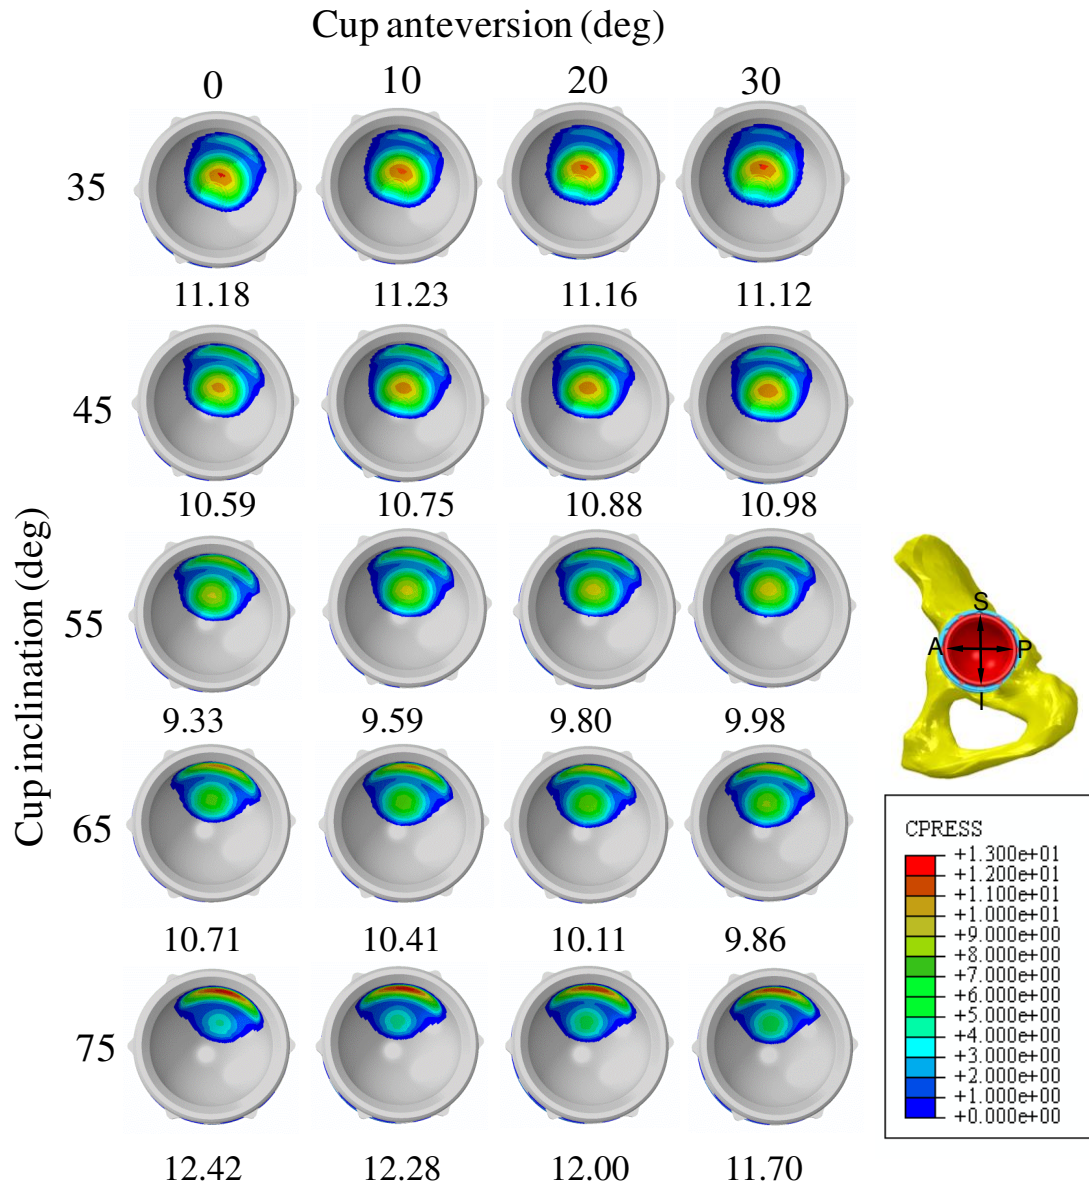 Cup anteversion (deg)
0 10 20 30
35
11.18 11.23 11.16 11.12
45
10.59 10.75 10.88 10.98
Cup inclination (deg)
55
9.33 9.59 9.80 9.98
65
10.71 10.41 10.11 9.86
75
12.42 12.28 12.00 11.70
S
A P
I
CPRESS
+1.300e+01
+1.200e+01
+1.100e+01
+1.000e+01
+9.000e+00
+8.000e+00
+7.000e+00
+6.000e+00
+5.000e+00
+4.000e+00
+3.000e+00
+2.000e+00
+1.000e+00
+0.000e+00